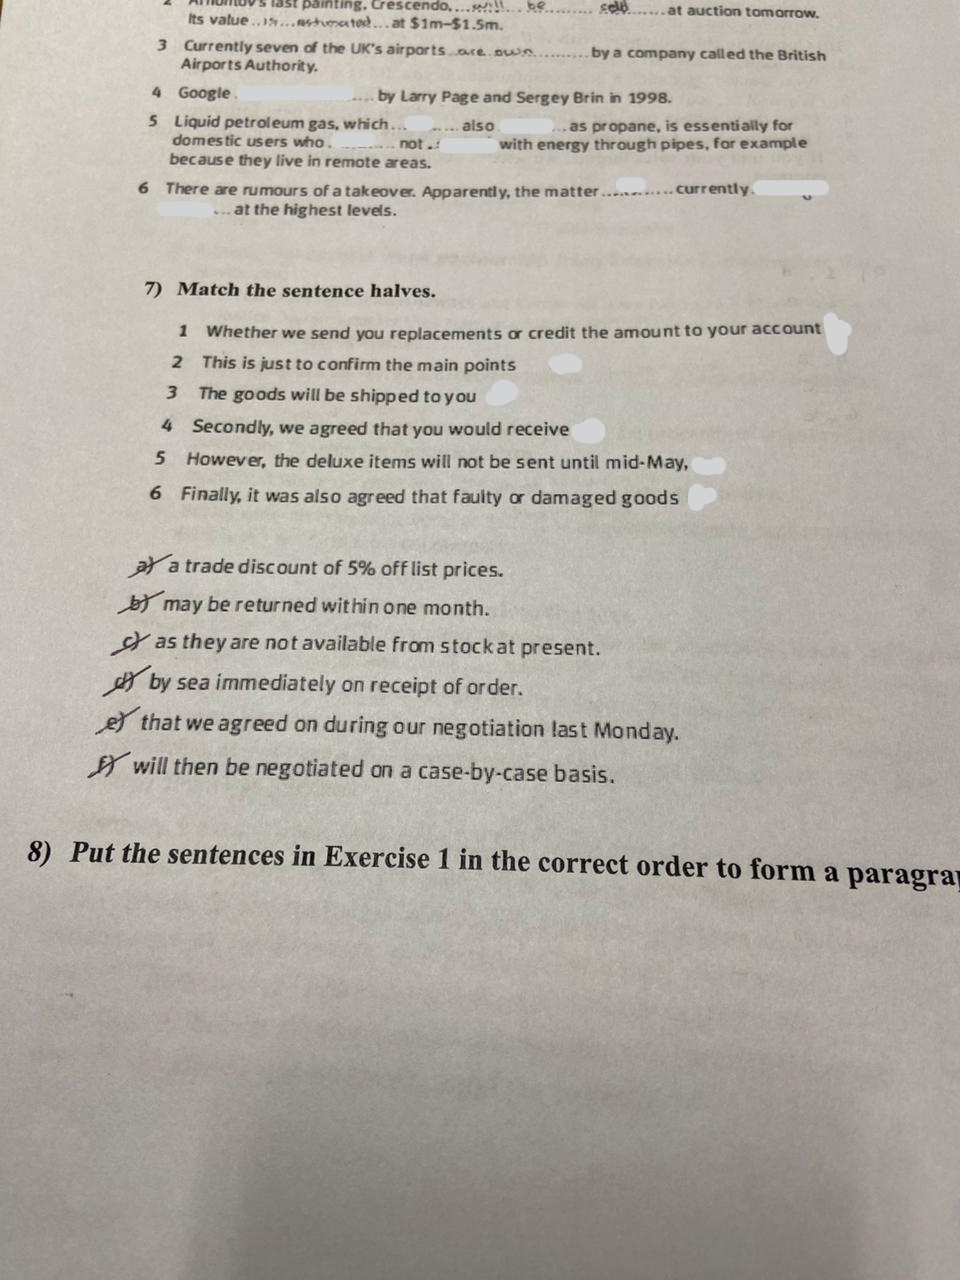 2 last painting, Crescendo,...will.. be......... sold.......at auction tomorrow.
Its value..is...estimated...at $1m–$1.5m.
3 Currently seven of the UK's airports..are own...........by a company called the British
Airports Authority.
4 Google. .... by Larry Page and Sergey Brin in 1998.
5 Liquid petroleum gas, which... .... also ... as propane, is essentially for
domestic users who. ........ not .. with energy through pipes, for example
because they live in remote areas.
6 There are rumours of a takeover. Apparently, the matter............ currently.
... at the highest levels.
7) Match the sentence halves.
1 Whether we send you replacements or credit the amount to your account
2 This is just to confirm the main points
3 The goods will be shipped to you
4 Secondly, we agreed that you would receive
5 However, the deluxe items will not be sent until mid-May,
6 Finally, it was also agreed that faulty or damaged goods
a) a trade discount of 5% off list prices.
b) may be returned within one month.
c) as they are not available from stock at present.
d) by sea immediately on receipt of order.
e) that we agreed on during our negotiation last Monday.
f) will then be negotiated on a case-by-case basis.
8) Put the sentences in Exercise 1 in the correct order to form a